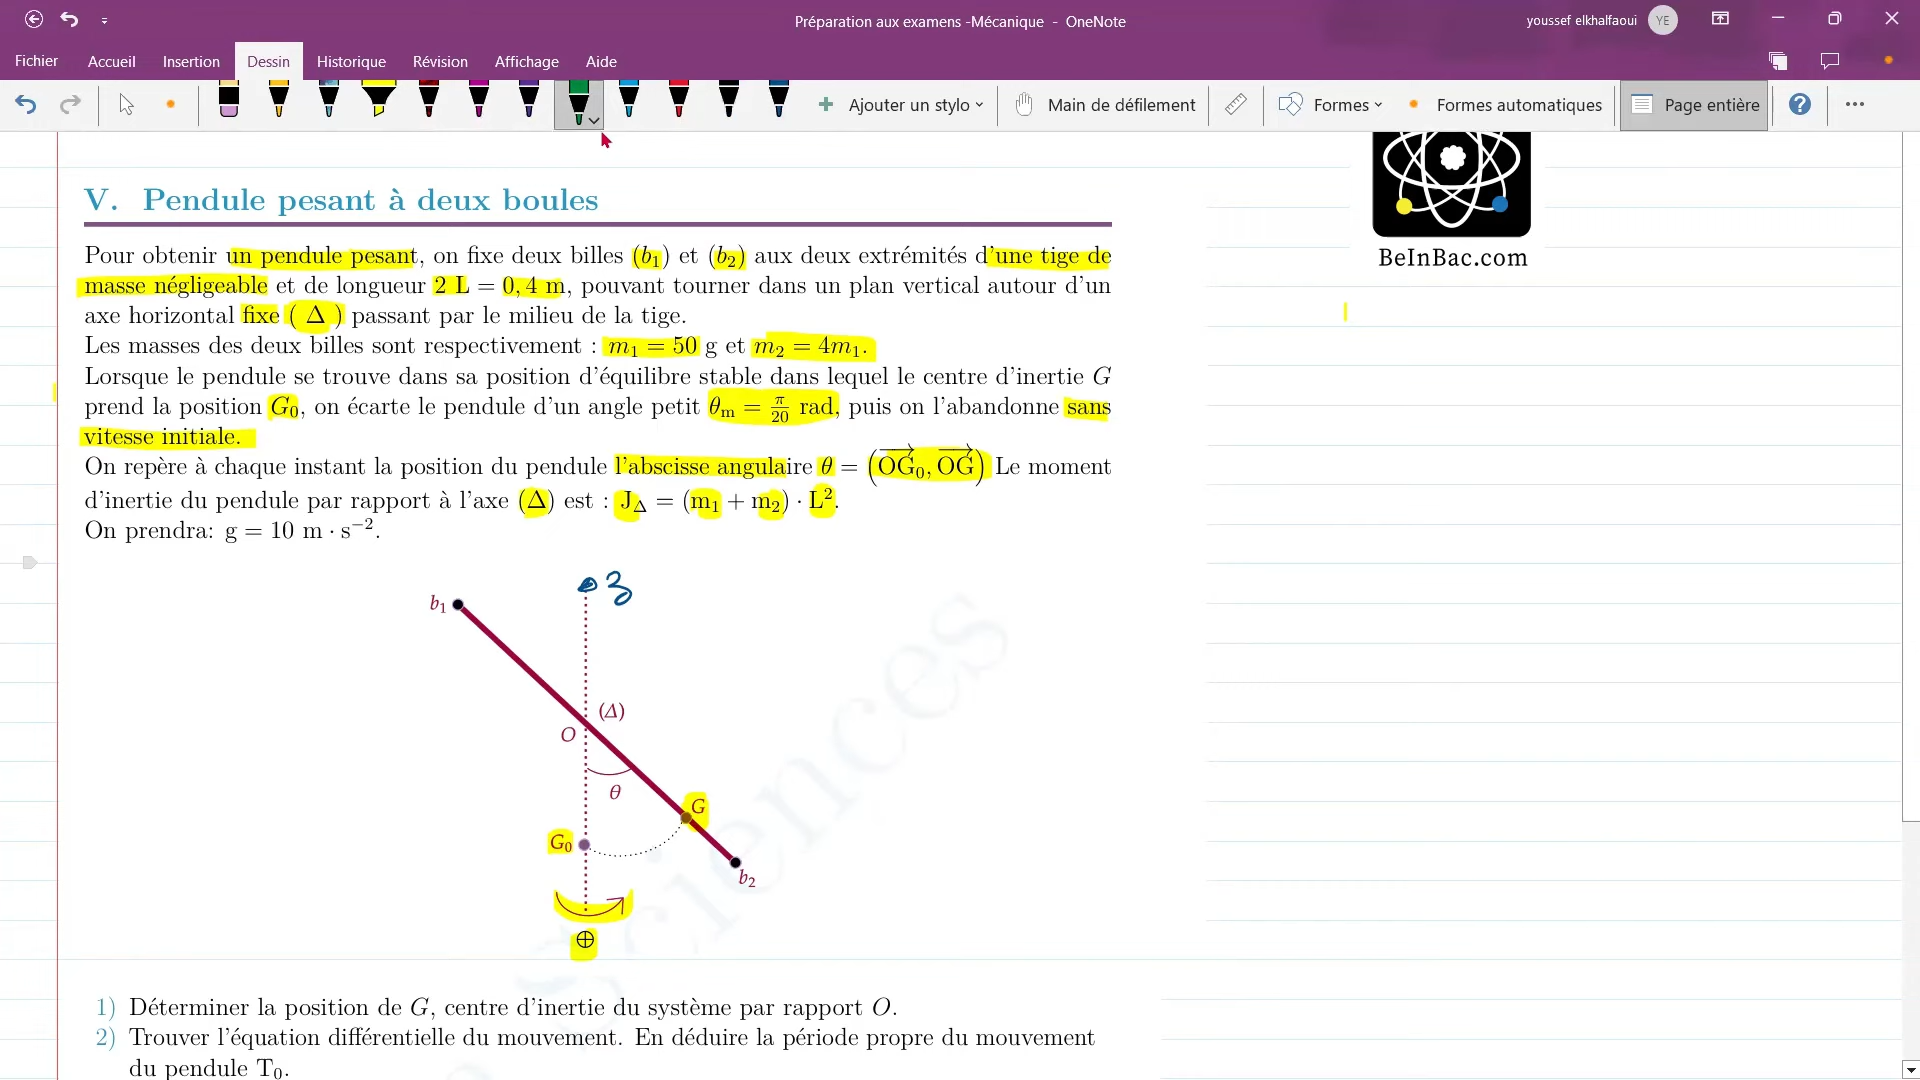 Préparation aux examens -Mécanique - OneNote
youssef elkhalfaoui YE
Fichier Accueil Insertion Dessin Historique Révision Affichage Aide
Ajouter un stylo Main de défilement Formes Formes automatiques Page entière
V. Pendule pesant à deux boules
BeInBac.com
Pour obtenir un pendule pesant, on fixe deux billes (b₁) et (b₂) aux deux extrémités d'une tige de
masse négligeable et de longueur 2 L = 0,4 m, pouvant tourner dans un plan vertical autour d'un
axe horizontal fixe ( Δ ) passant par le milieu de la tige.
Les masses des deux billes sont respectivement : m₁ = 50 g et m₂ = 4m₁.
Lorsque le pendule se trouve dans sa position d'équilibre stable dans lequel le centre d'inertie G
prend la position G₀, on écarte le pendule d'un angle petit θₘ = π/20 rad, puis on l'abandonne sans
vitesse initiale.
On repère à chaque instant la position du pendule l'abscisse angulaire θ = (OG₀, OG) Le moment
d'inertie du pendule par rapport à l'axe (Δ) est : J_Δ = (m₁ + m₂) · L².
On prendra: g = 10 m · s⁻².
z
b₁
(Δ)
O
θ
G
G₀
b₂
⊕
Sciences
1) Déterminer la position de G, centre d'inertie du système par rapport O.
2) Trouver l'équation différentielle du mouvement. En déduire la période propre du mouvement
du pendule T₀.